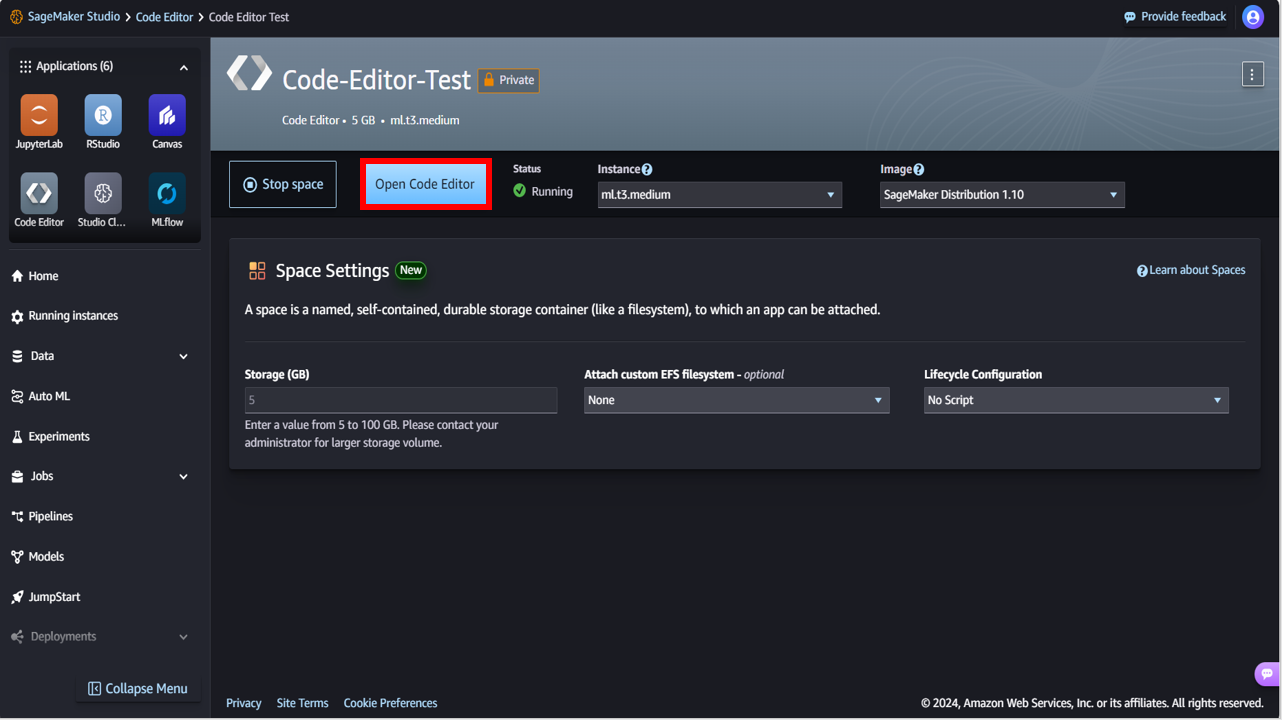 SageMaker Studio > Code Editor > Code Editor Test
Provide feedback
Applications (6)
JupyterLab
RStudio
Canvas
Code Editor
Studio Cl...
MLflow
Home
Running instances
Data
Auto ML
Experiments
Jobs
Pipelines
Models
JumpStart
Deployments
Collapse Menu
Code-Editor-Test
Private
Code Editor • 5 GB • ml.t3.medium
Stop space
Open Code Editor
Status
Running
Instance
ml.t3.medium
Image
SageMaker Distribution 1.10
Space Settings New
Learn about Spaces
A space is a named, self-contained, durable storage container (like a filesystem), to which an app can be attached.
Storage (GB)
5
Enter a value from 5 to 100 GB. Please contact your
administrator for larger storage volume.
Attach custom EFS filesystem - optional
None
Lifecycle Configuration
No Script
Privacy
Site Terms
Cookie Preferences
© 2024, Amazon Web Services, Inc. or its affiliates. All rights reserved.